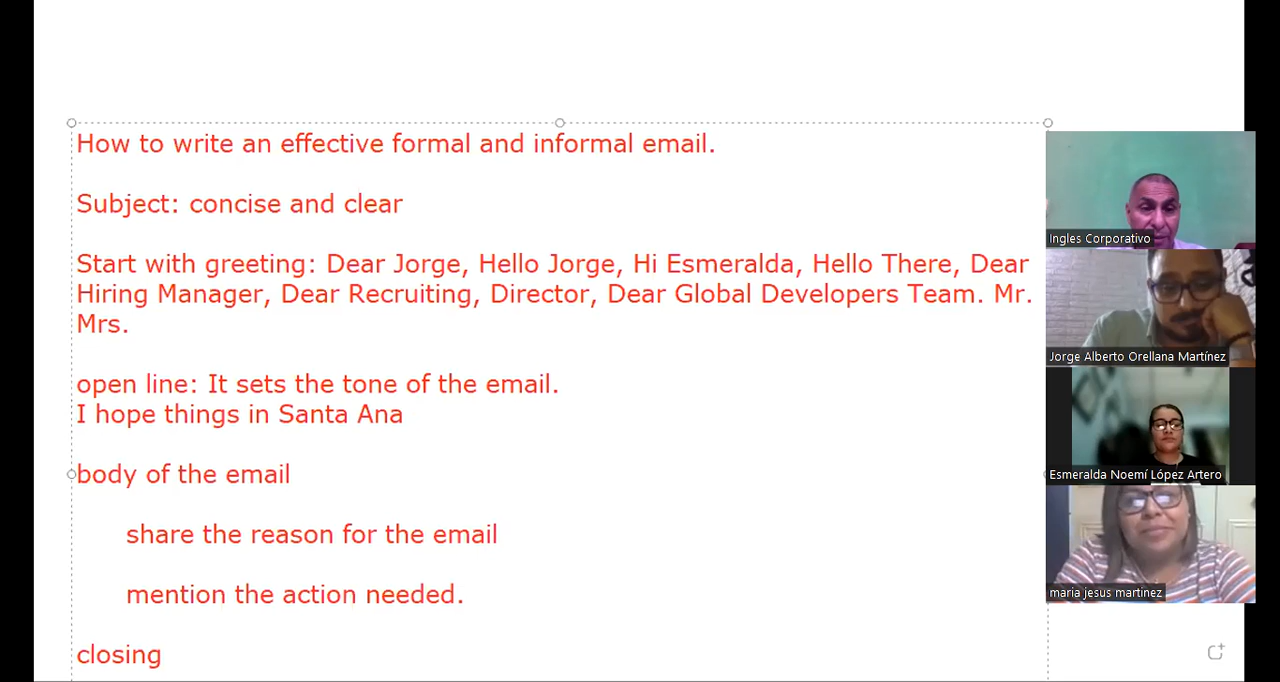 How to write an effective formal and informal email.
Subject: concise and clear
Start with greeting: Dear Jorge, Hello Jorge, Hi Esmeralda, Hello There, Dear
Hiring Manager, Dear Recruiting, Director, Dear Global Developers Team. Mr.
Mrs.
open line: It sets the tone of the email.
I hope things in Santa Ana
body of the email
share the reason for the email
mention the action needed.
closing
Ingles Corporativo
Jorge Alberto Orellana Martínez
Esmeralda Noemí López Artero
maria jesus martinez